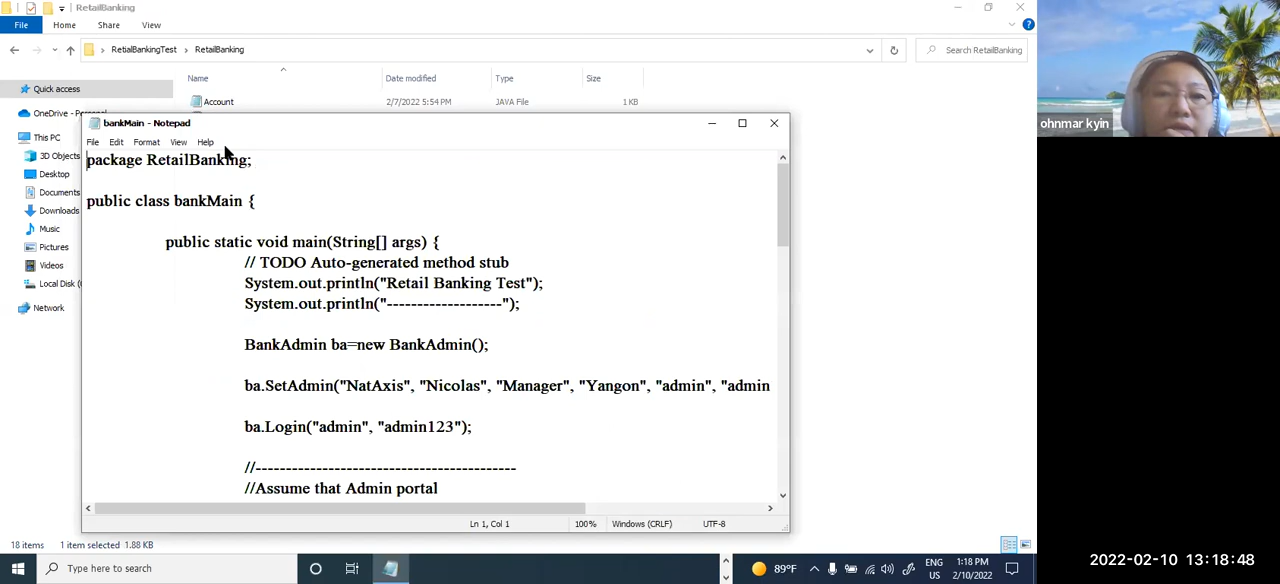 RetailBanking
File Home Share View
RetialBankingTest RetailBanking Search RetailBanking
Name Date modified Type Size
Quick access
Account 2/7/2022 5:54 PM JAVA File 1 KB
OneDrive - Personal
This PC
3D Objects
Desktop
Documents
Downloads
Music
Pictures
Videos
Local Disk (
Network
bankMain - Notepad
File Edit Format View Help
package RetailBanking;
public class bankMain {
public static void main(String[] args) {
// TODO Auto-generated method stub
System.out.println("Retail Banking Test");
System.out.println("-------------------");
BankAdmin ba=new BankAdmin();
ba.SetAdmin("NatAxis", "Nicolas", "Manager", "Yangon", "admin", "admin
ba.Login("admin", "admin123");
//-------------------------------------------
//Assume that Admin portal
Ln 1, Col 1 100% Windows (CRLF) UTF-8
18 items 1 item selected 1.88 KB
Type here to search
89°F
ENG
US
1:18 PM
2/10/2022
ohnmar kyin
2022-02-10 13:18:48